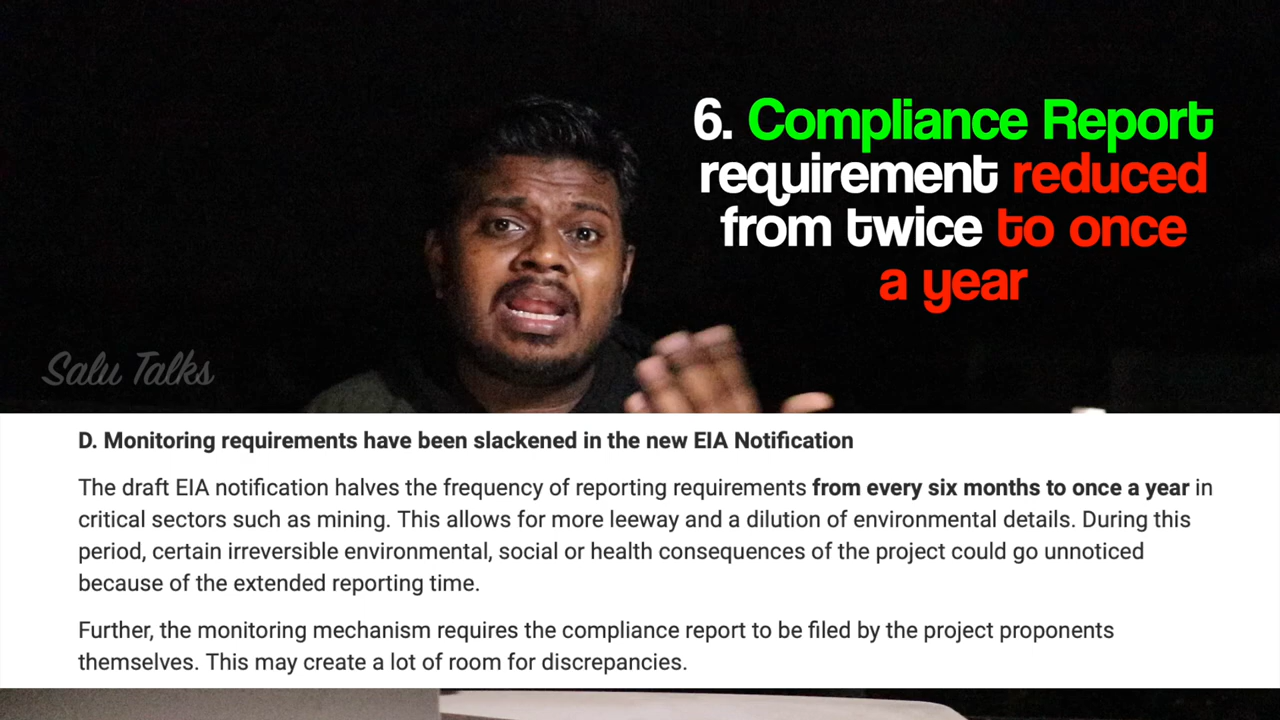 6. Compliance Report
requirement reduced
from twice to once
a year
Salu Talks
D. Monitoring requirements have been slackened in the new EIA Notification
The draft EIA notification halves the frequency of reporting requirements from every six months to once a year in
critical sectors such as mining. This allows for more leeway and a dilution of environmental details. During this
period, certain irreversible environmental, social or health consequences of the project could go unnoticed
because of the extended reporting time.
Further, the monitoring mechanism requires the compliance report to be filed by the project proponents
themselves. This may create a lot of room for discrepancies.